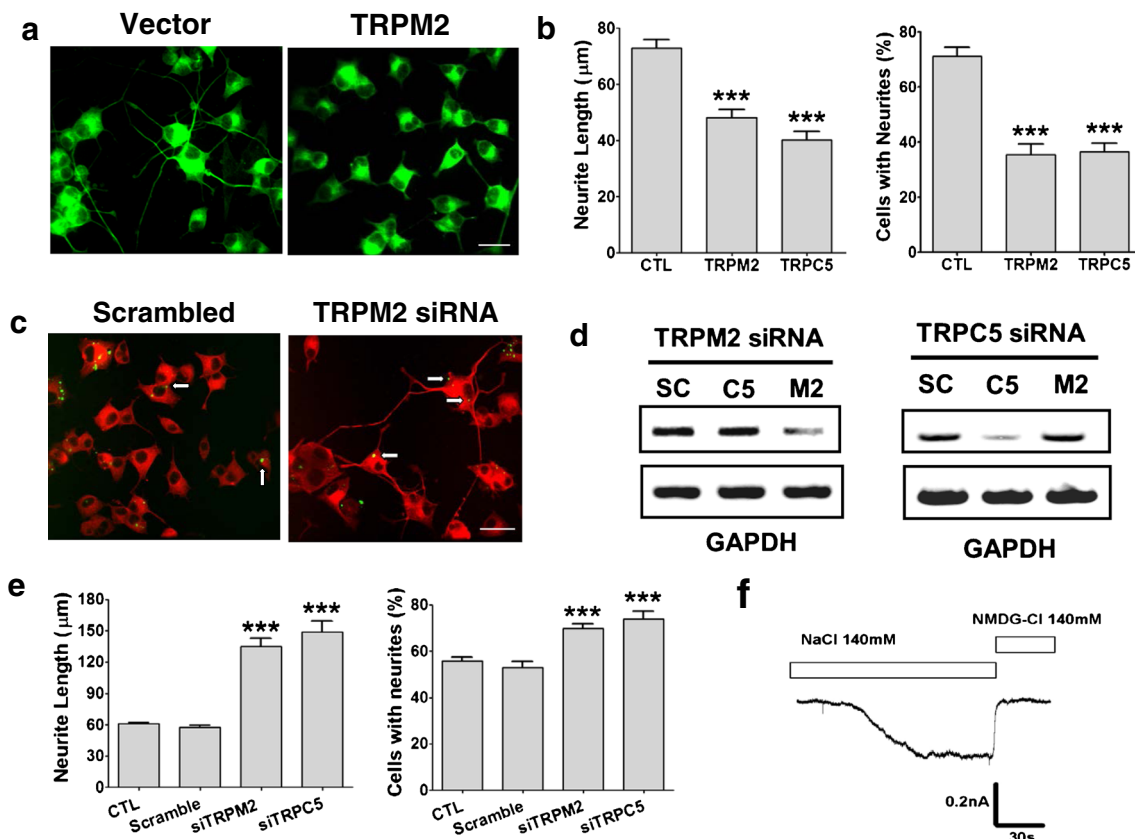 a
Vector
TRPM2
b
Neurite Length ( μm)
80
60
40
20
0
***
***
CTL
TRPM2
TRPC5
Cells with Neurites (%)
80
60
40
20
0
***
***
CTL
TRPM2
TRPC5
c
Scrambled
TRPM2 siRNA
d
TRPM2 siRNA
SC C5 M2
GAPDH
TRPC5 siRNA
SC C5 M2
GAPDH
e
Neurite Length ( μm)
180
150
120
90
60
30
0
***
***
CTL
Scramble
siTRPM2
siTRPC5
Cells with neurites (%)
80
60
40
20
0
***
***
CTL
Scramble
siTRPM2
siTRPC5
f
NaCl 140mM
NMDG-Cl 140mM
0.2nA
30s